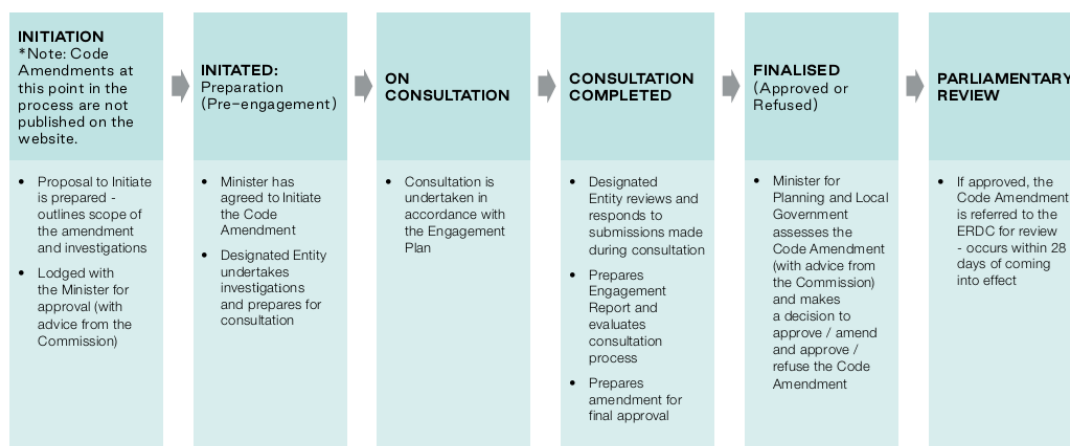 INITIATION
*Note: Code
Amendments at
this point in the
process are not
published on the
website.
• Proposal to Initiate
is prepared -
outlines scope of
the amendment
and investigations
• Lodged with
the Minister for
approval (with
advice from the
Commission)
INITATED:
Preparation
(Pre-engagement)
• Minister has
agreed to Initiate
the Code
Amendment
• Designated Entity
undertakes
investigations
and prepares for
consultation
ON
CONSULTATION
• Consultation is
undertaken in
accordance with
the Engagement
Plan
CONSULTATION
COMPLETED
• Designated
Entity reviews and
responds to
submissions made
during consultation
• Prepares
Engagement
Report and
evaluates
consultation
process
• Prepares
amendment for
final approval
FINALISED
(Approved or
Refused)
• Minister for
Planning and Local
Government
assesses the
Code Amendment
(with advice from
the Commission)
and makes
a decision to
approve / amend
and approve /
refuse the Code
Amendment
PARLIAMENTARY
REVIEW
• If approved, the
Code Amendment
is referred to the
ERDC for review
- occurs within 28
days of coming
into effect